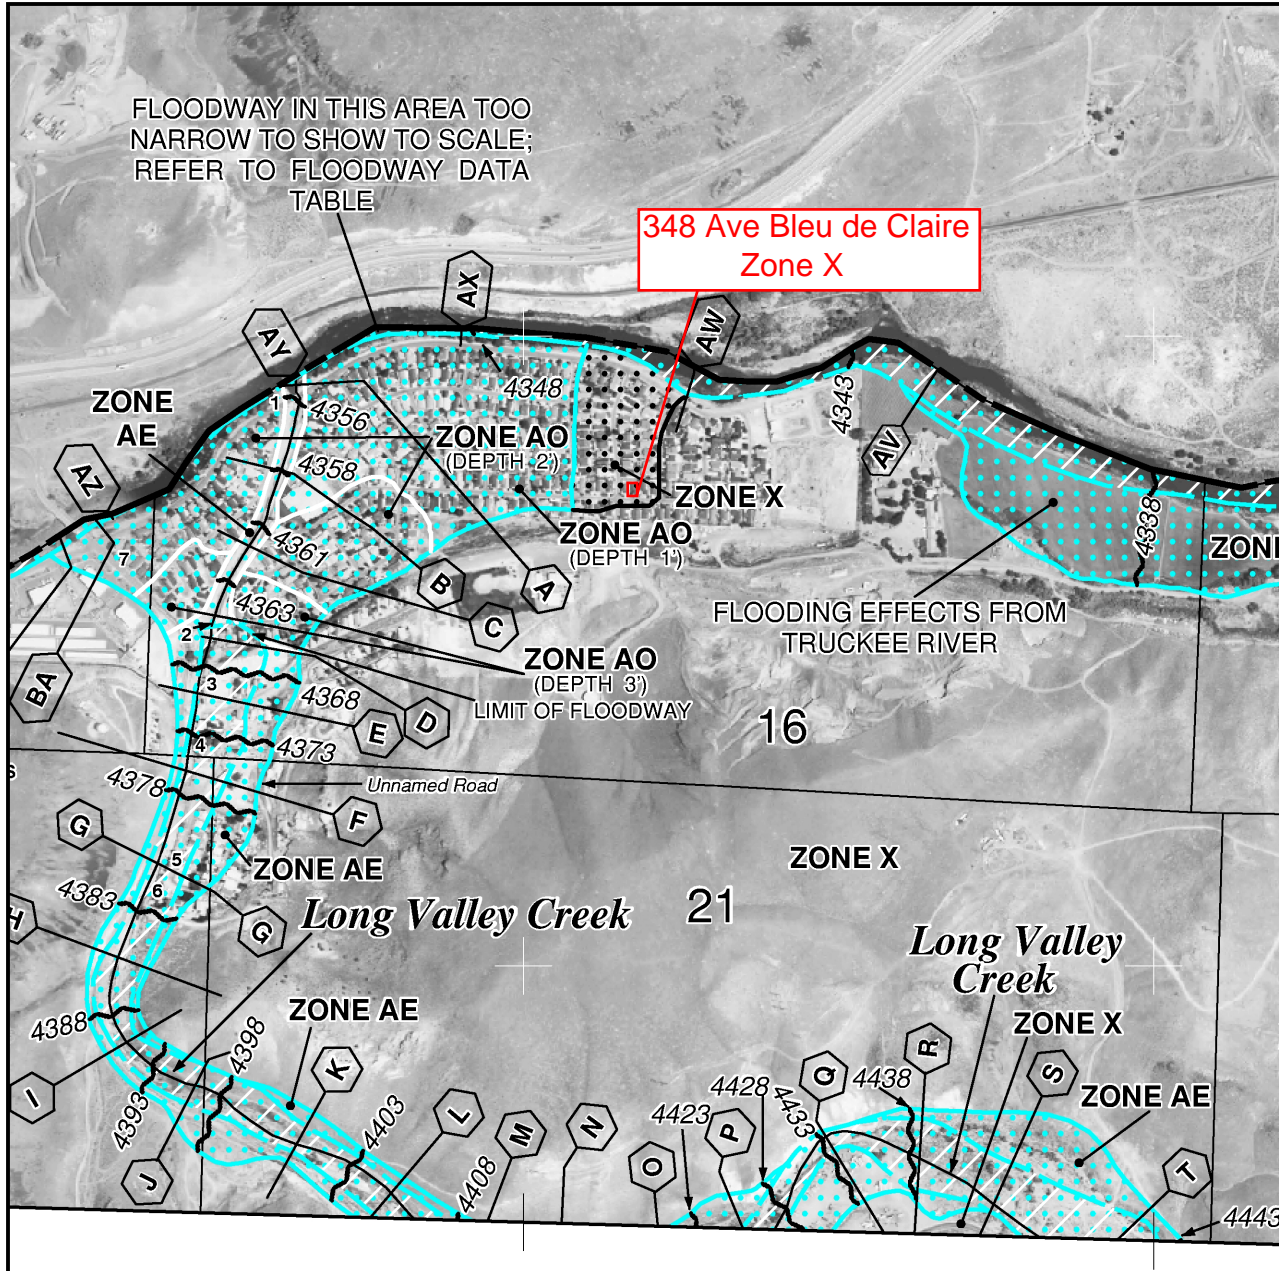 FLOODWAY IN THIS AREA TOO
NARROW TO SHOW TO SCALE;
REFER TO FLOODWAY DATA
TABLE
348 Ave Bleu de Claire
Zone X
AX
AY
AW
4348
4343
1
4356
ZONE
AE
ZONE AO
(DEPTH 2')
AV
4358
AZ
ZONE X
4338
ZONE AO
(DEPTH 1')
4361
7
B
A
4363
C
FLOODING EFFECTS FROM
TRUCKEE RIVER
2
ZONE AO
(DEPTH 3')
LIMIT OF FLOODWAY
BA
3
4368
D
E
16
4
4373
4378
Unnamed Road
F
G
5
ZONE AE
ZONE X
6
4383
H
G
Long Valley Creek
21
Long Valley
Creek
ZONE AE
4388
4398
ZONE X
R
K
I
4393
4403
L
M
N
4423
4428
4433
Q
4438
S
ZONE AE
P
O
J
4408
T
4443